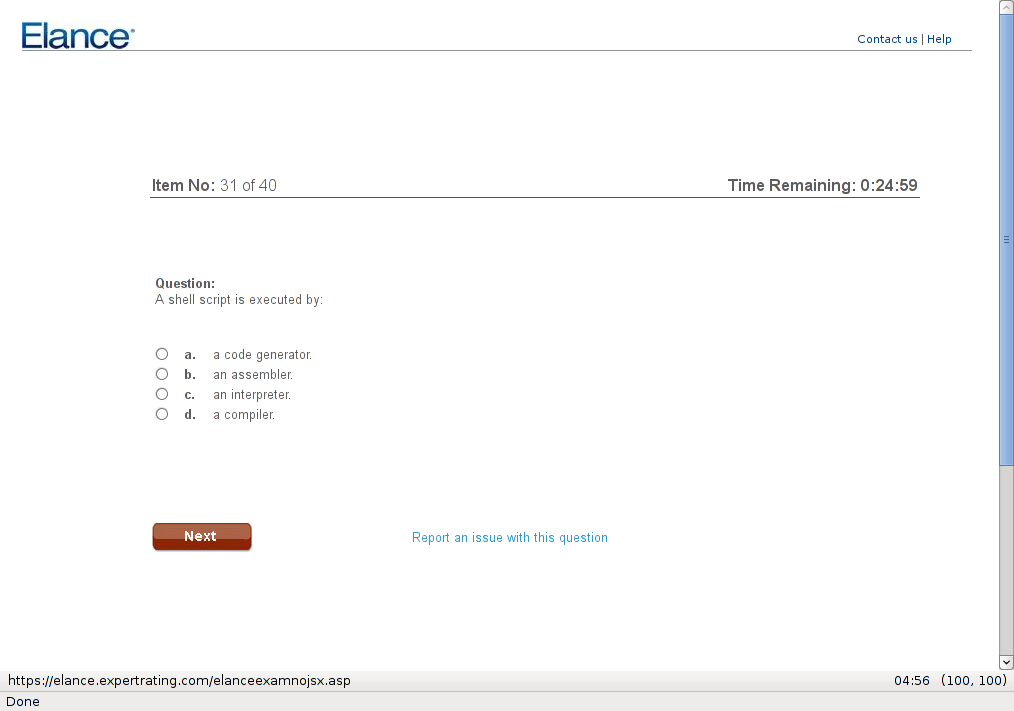 Elance
Contact us | Help
Item No: 31 of 40
Time Remaining: 0:24:59
Question:
A shell script is executed by:
a. a code generator.
b. an assembler.
c. an interpreter.
d. a compiler.
Next
Report an issue with this question
https://elance.expertrating.com/elanceexamnojsx.asp
04:56 (100, 100)
Done